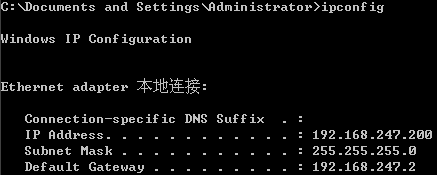 C:\Documents and Settings\Administrator>ipconfig
Windows IP Configuration
Ethernet adapter 本地连接:
Connection-specific DNS Suffix  . :
IP Address. . . . . . . . . . . . : 192.168.247.200
Subnet Mask . . . . . . . . . . . : 255.255.255.0
Default Gateway . . . . . . . . . : 192.168.247.2